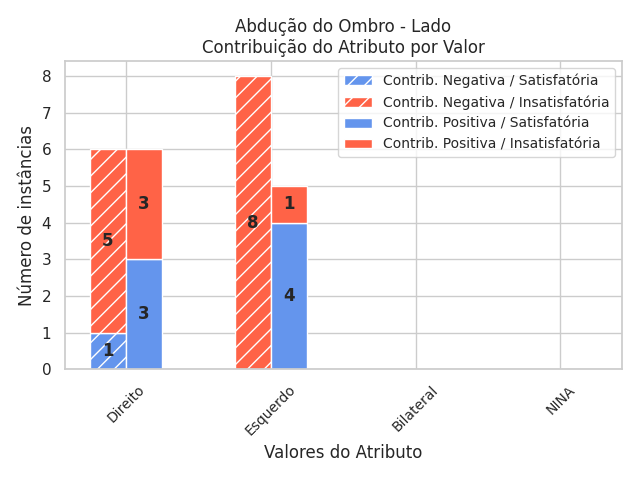 Abdução do Ombro - Lado
Contribuição do Atributo por Valor
Contrib. Negativa / Satisfatória
Contrib. Negativa / Insatisfatória
Contrib. Positiva / Satisfatória
Contrib. Positiva / Insatisfatória
Número de instâncias
8
7
6
5
4
3
2
1
0
5
1
3
3
8
1
4
Direito
Esquerdo
Bilateral
NINA
Valores do Atributo